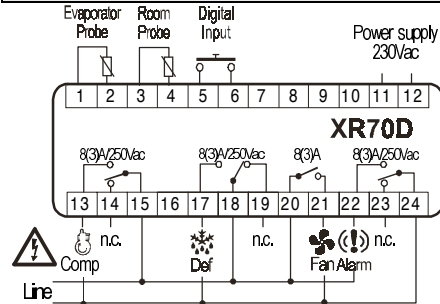 Evaporator Probe
Room Probe
Digital Input
Power supply 230Vac
1 2 3 4 5 6 7 8 9 10 11 12
XR70D
8(3)A/250Vac 8(3)A/250Vac 8(3)A 8(3)A/250Vac
13 14 15 16 17 18 19 20 21 22 23 24
n.c. n.c. n.c.
Comp Def Fan Alarm
Line